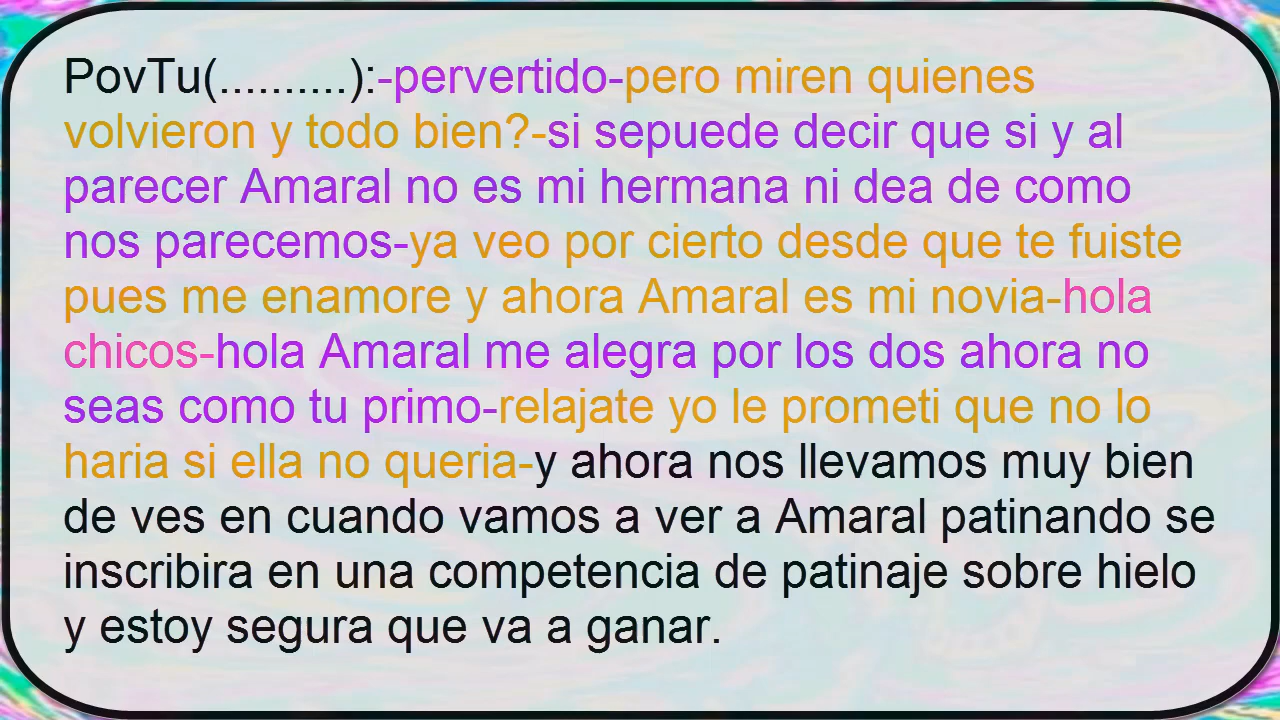 PovTu(..........):-pervertido-pero miren quienes
volvieron y todo bien?-si sepuede decir que si y al
parecer Amaral no es mi hermana ni dea de como
nos parecemos-ya veo por cierto desde que te fuiste
pues me enamore y ahora Amaral es mi novia-hola
chicos-hola Amaral me alegra por los dos ahora no
seas como tu primo-relajate yo le prometi que no lo
haria si ella no queria-y ahora nos llevamos muy bien
de ves en cuando vamos a ver a Amaral patinando se
inscribira en una competencia de patinaje sobre hielo
y estoy segura que va a ganar.